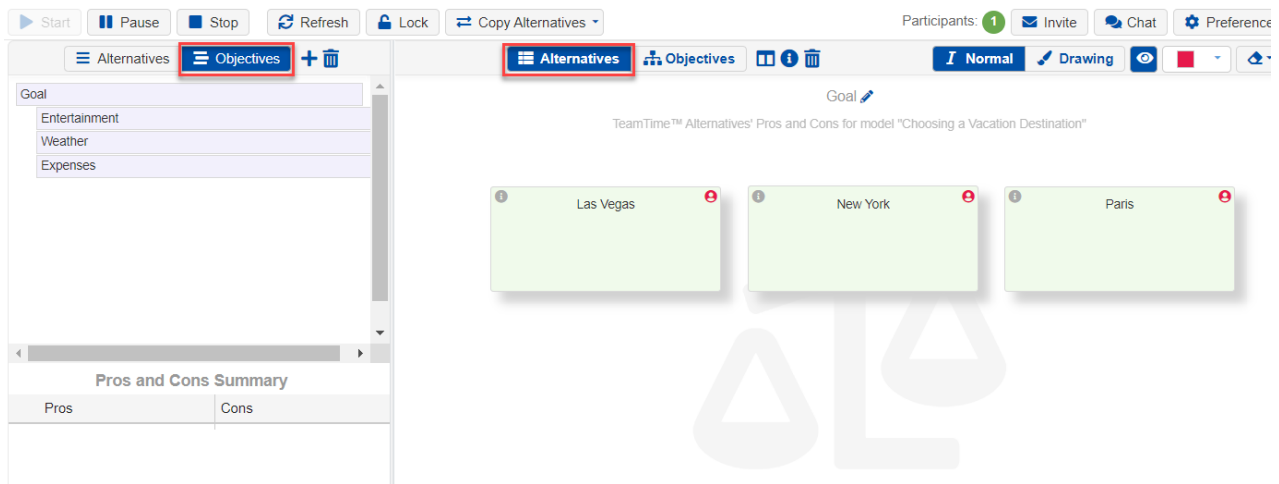 Start Pause Stop Refresh Lock Copy Alternatives Participants: 1 Invite Chat Preference
Alternatives Objectives Alternatives Objectives Normal Drawing
Goal
Entertainment
Weather
Expenses
Goal
TeamTime™ Alternatives' Pros and Cons for model "Choosing a Vacation Destination"
Las Vegas New York Paris
Pros and Cons Summary
Pros Cons